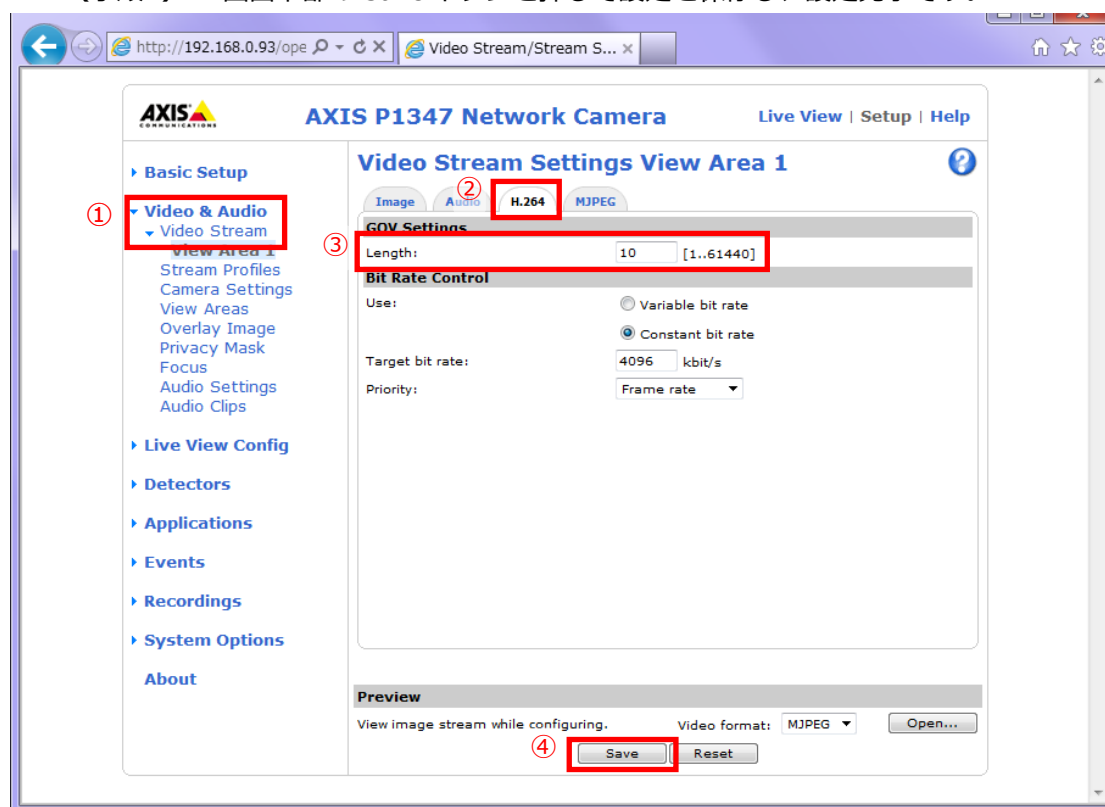 http://192.168.0.93/ope
Video Stream/Stream S...
AXIS
COMMUNICATIONS
AXIS P1347 Network Camera
Live View | Setup | Help
Basic Setup
① Video & Audio
Video Stream
View Area 1
Stream Profiles
Camera Settings
View Areas
Overlay Image
Privacy Mask
Focus
Audio Settings
Audio Clips
Live View Config
Detectors
Applications
Events
Recordings
System Options
About
Video Stream Settings View Area 1
②
Image Audio H.264 MJPEG
GOV Settings
③ Length: 10 [1..61440]
Bit Rate Control
Use: Variable bit rate
Constant bit rate
Target bit rate: 4096 kbit/s
Priority: Frame rate
Preview
View image stream while configuring. Video format: MJPEG Open...
④ Save Reset